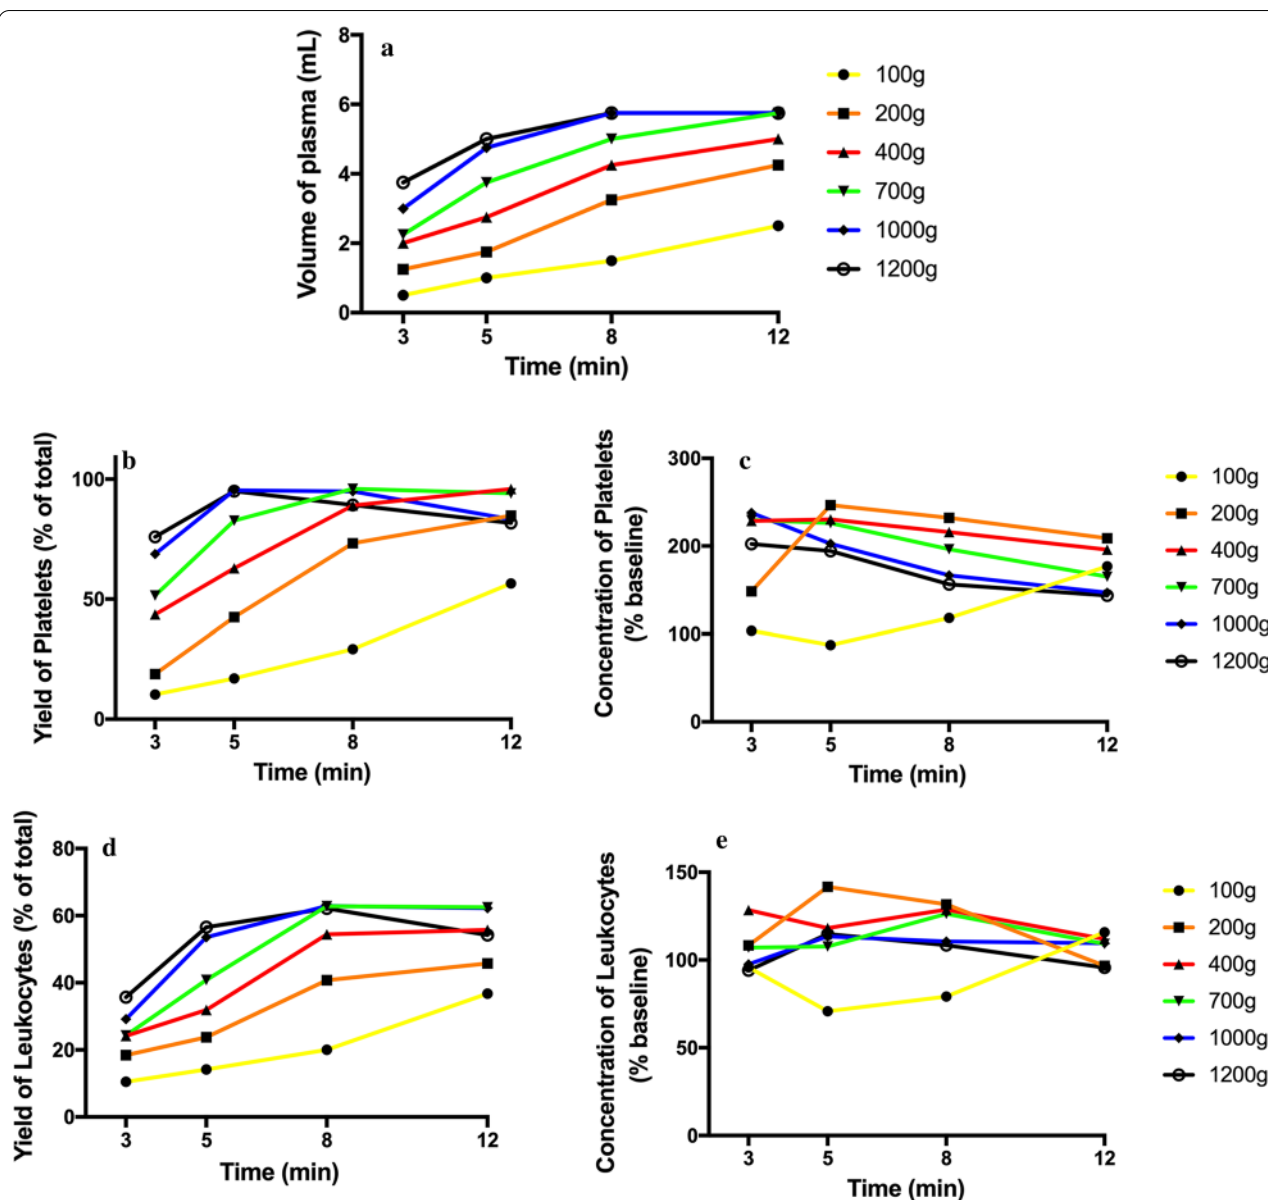 a
Volume of plasma (mL)
8
6
4
2
0
3 5 8 12
Time (min)
100g
200g
400g
700g
1000g
1200g
b
Yield of Platelets (% of total)
100
50
0
3 5 8 12
Time (min)
c
Concentration of Platelets
(% baseline)
300
200
100
0
3 5 8 12
Time (min)
100g
200g
400g
700g
1000g
1200g
d
Yield of Leukocytes (% of total)
80
60
40
20
0
3 5 8 12
Time (min)
e
Concentration of Leukocytes
(% baseline)
150
100
50
0
3 5 8 12
Time (min)
100g
200g
400g
700g
1000g
1200g